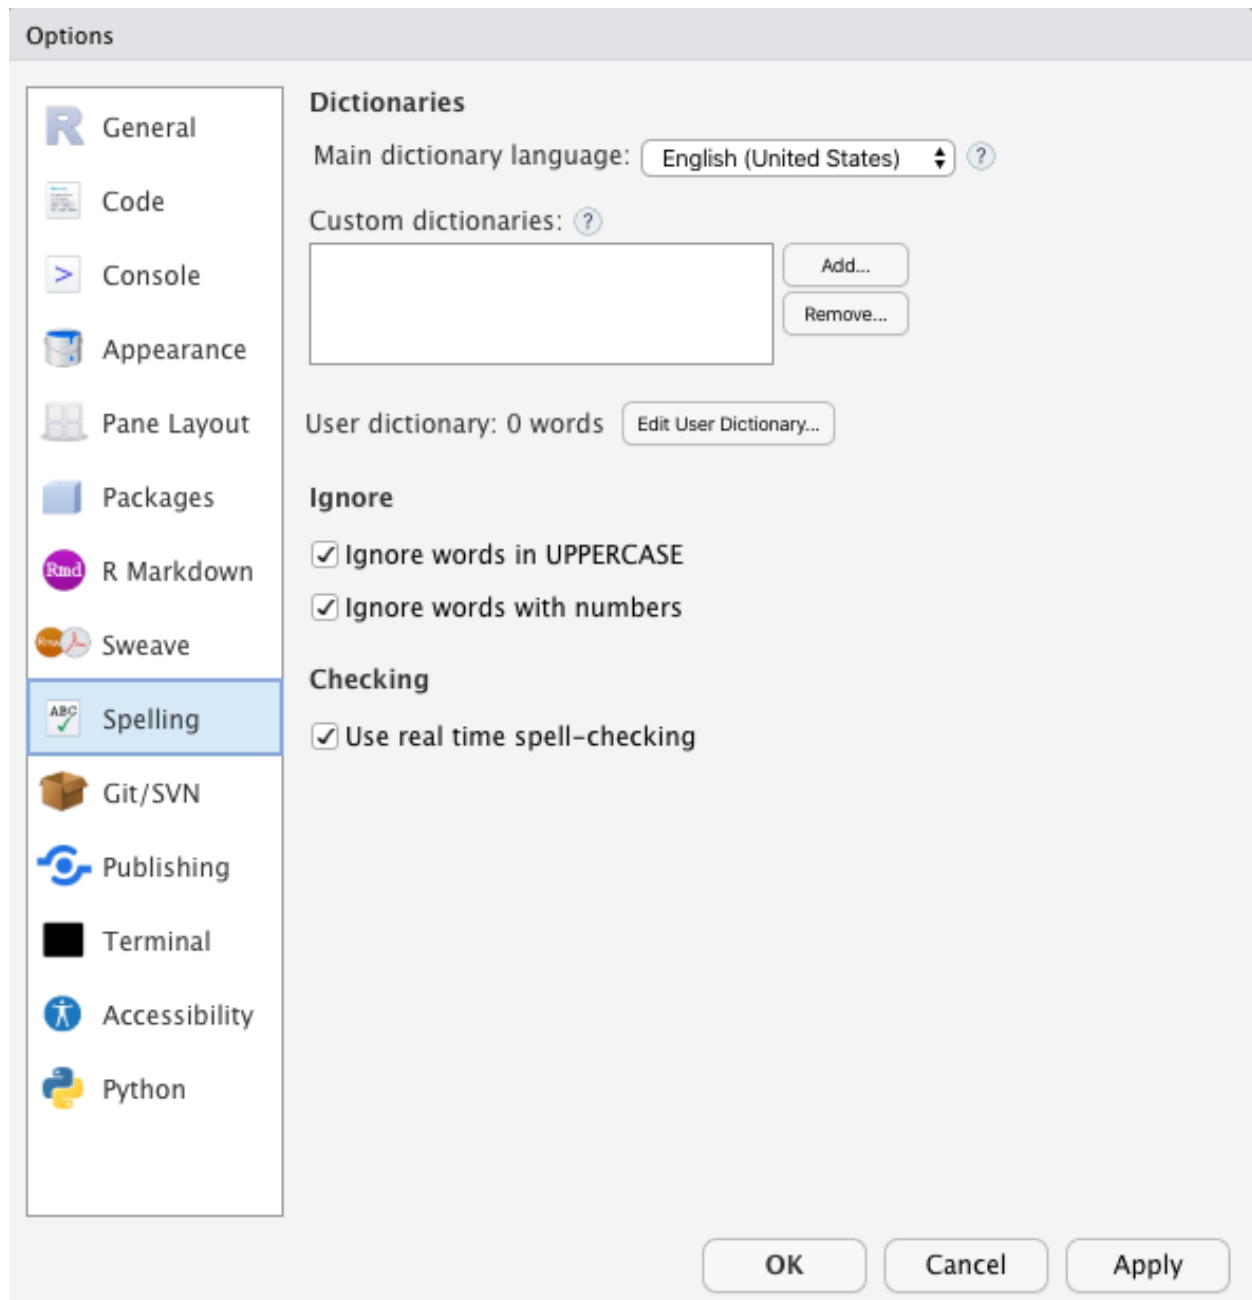 Options
General
Code
Console
Appearance
Pane Layout
Packages
Rmd R Markdown
Sweave
ABC Spelling
Git/SVN
Publishing
Terminal
Accessibility
Python
Dictionaries
Main dictionary language: English (United States) ?
Custom dictionaries: ?
Add...
Remove...
User dictionary: 0 words Edit User Dictionary...
Ignore
Ignore words in UPPERCASE
Ignore words with numbers
Checking
Use real time spell-checking
OK Cancel Apply